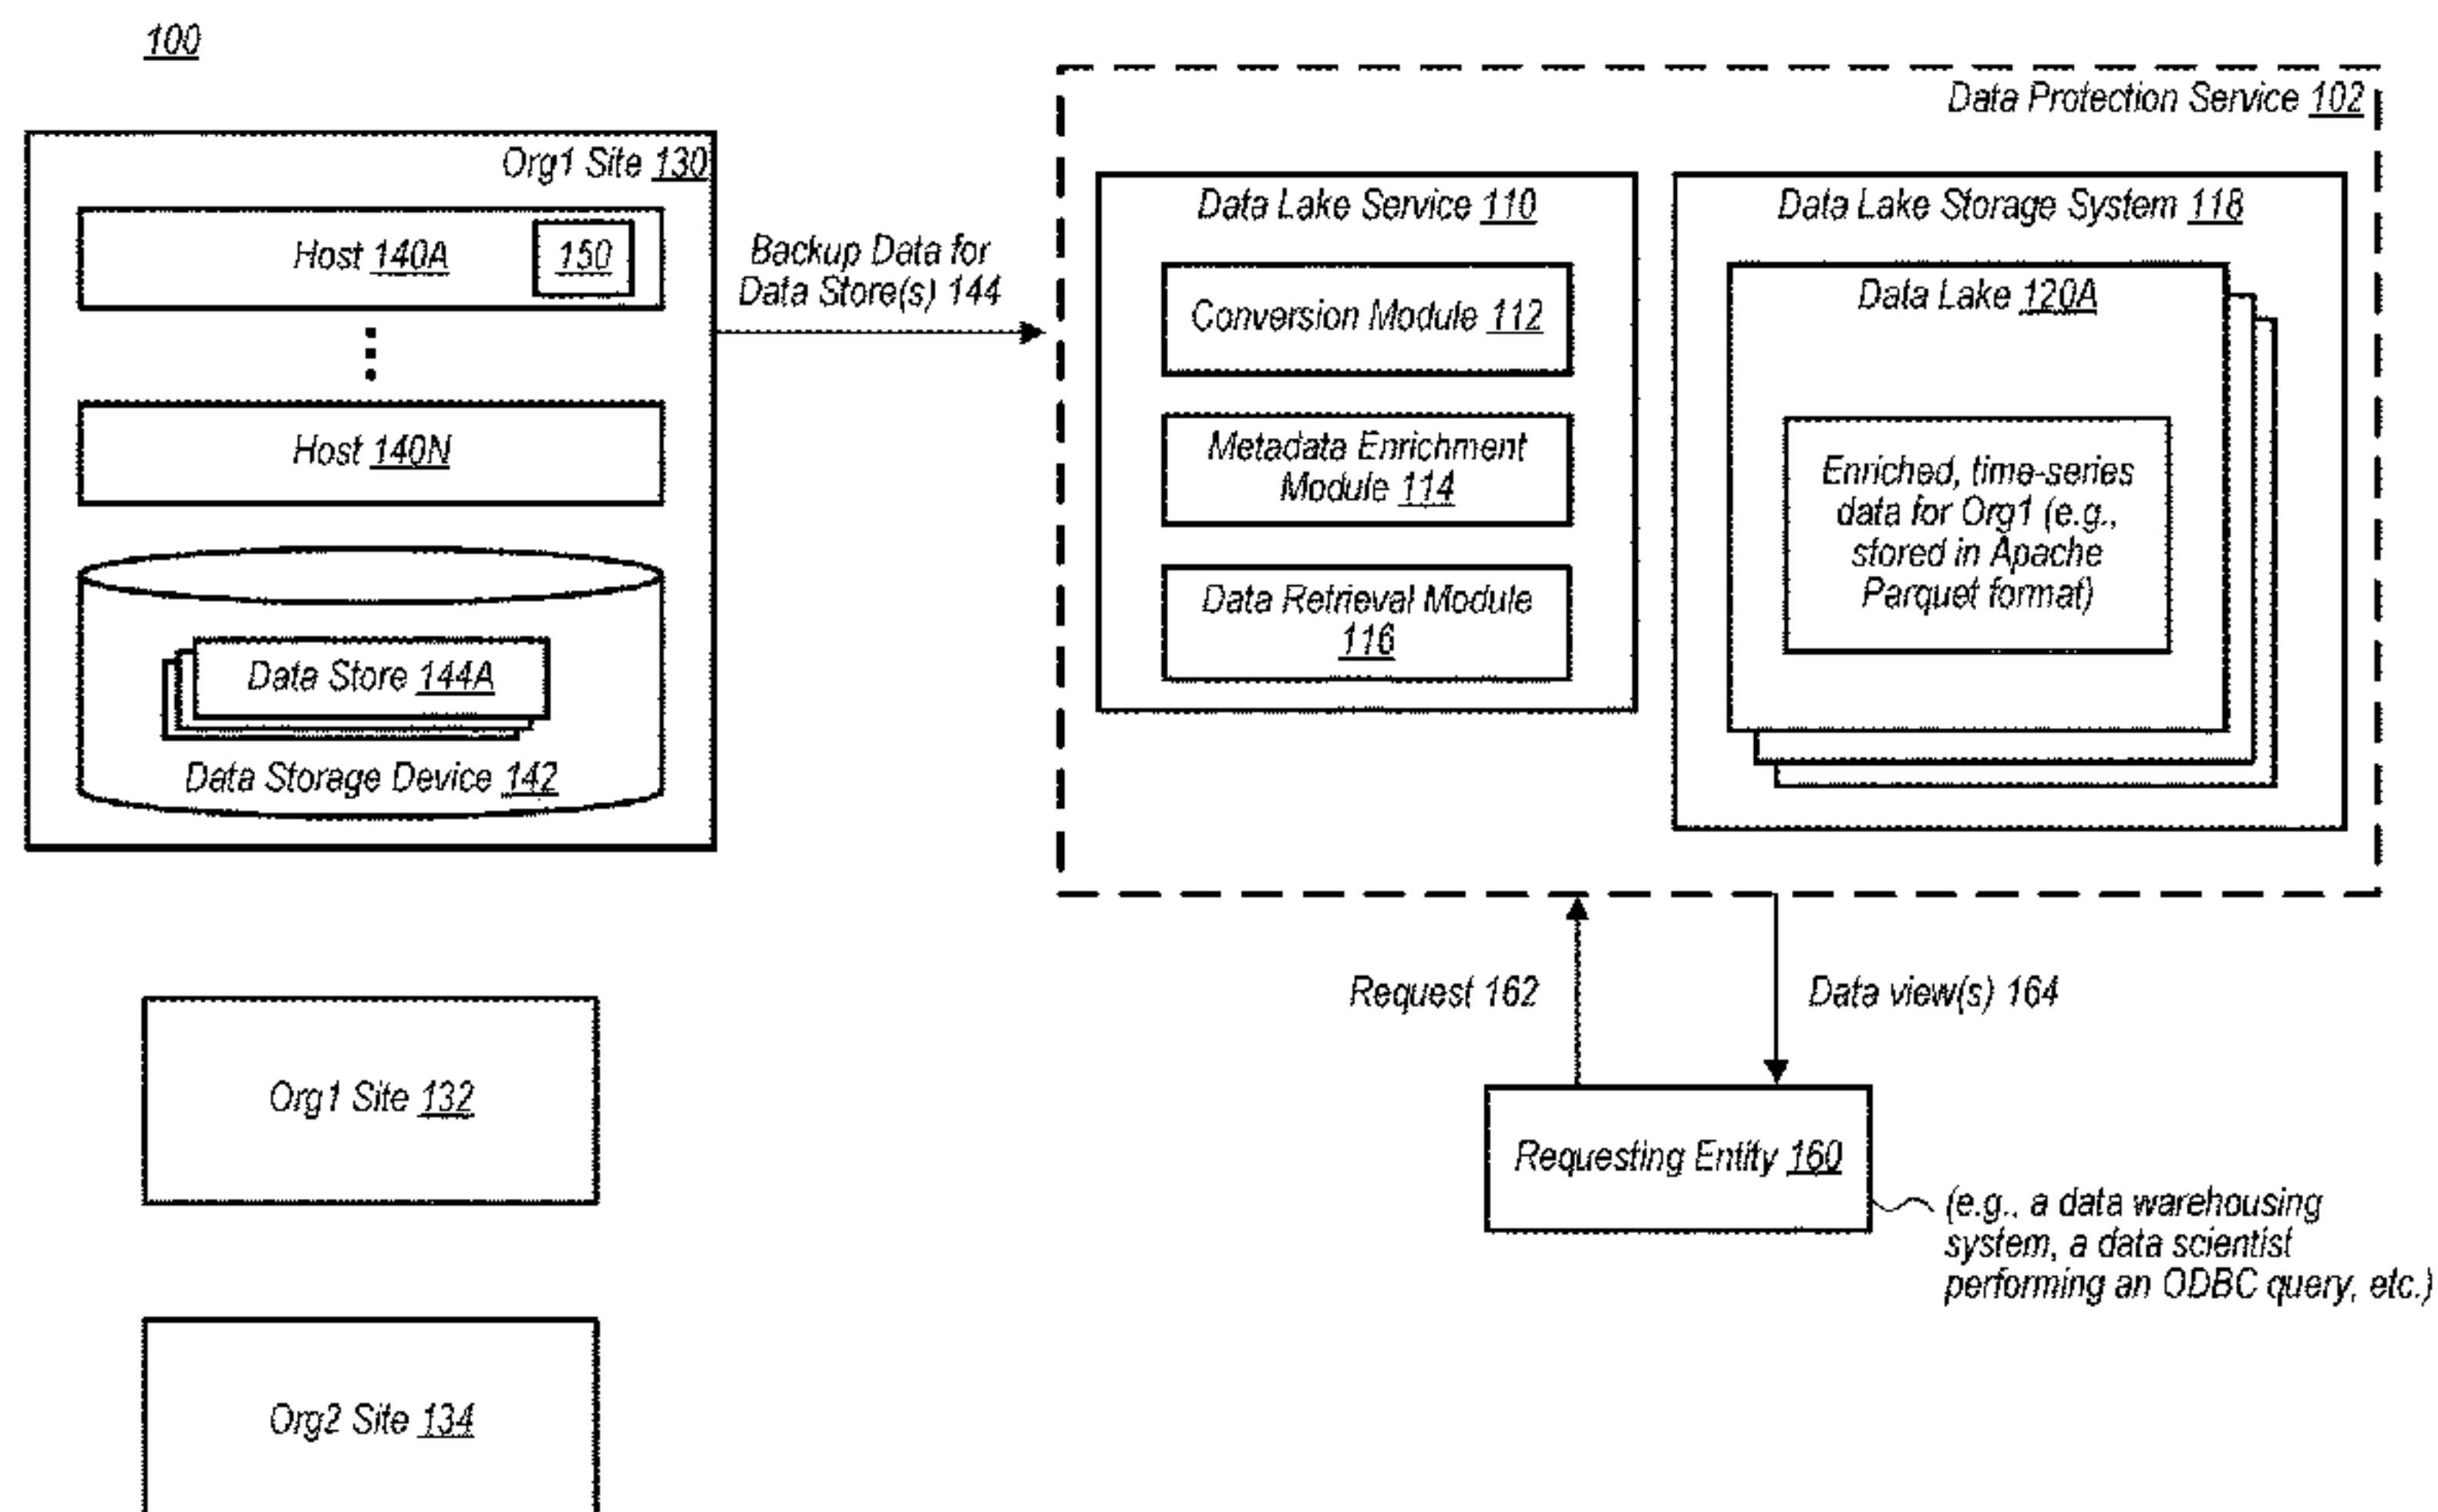 100
Data Protection Service 102
Org1 Site 130
Host 140A
150
Host 140N
Data Store 144A
Data Storage Device 142
Backup Data for
Data Store(s) 144
Data Lake Service 110
Conversion Module 112
Metadata Enrichment
Module 114
Data Retrieval Module
116
Data Lake Storage System 118
Data Lake 120A
Enriched, time-series
data for Org1 (e.g.,
stored in Apache
Parquet format)
Request 162
Data view(s) 164
Requesting Entity 160
(e.g., a data warehousing
system, a data scientist
performing an ODBC query, etc.)
Org1 Site 132
Org2 Site 134